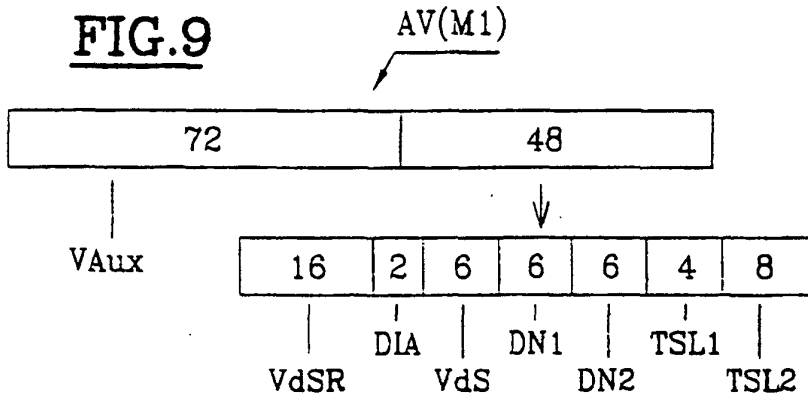 FIG.9
AV(M1)
72 48
VAux
16 2 6 6 6 4 8
DIA DN1 TSL1
VdSR VdS DN2 TSL2